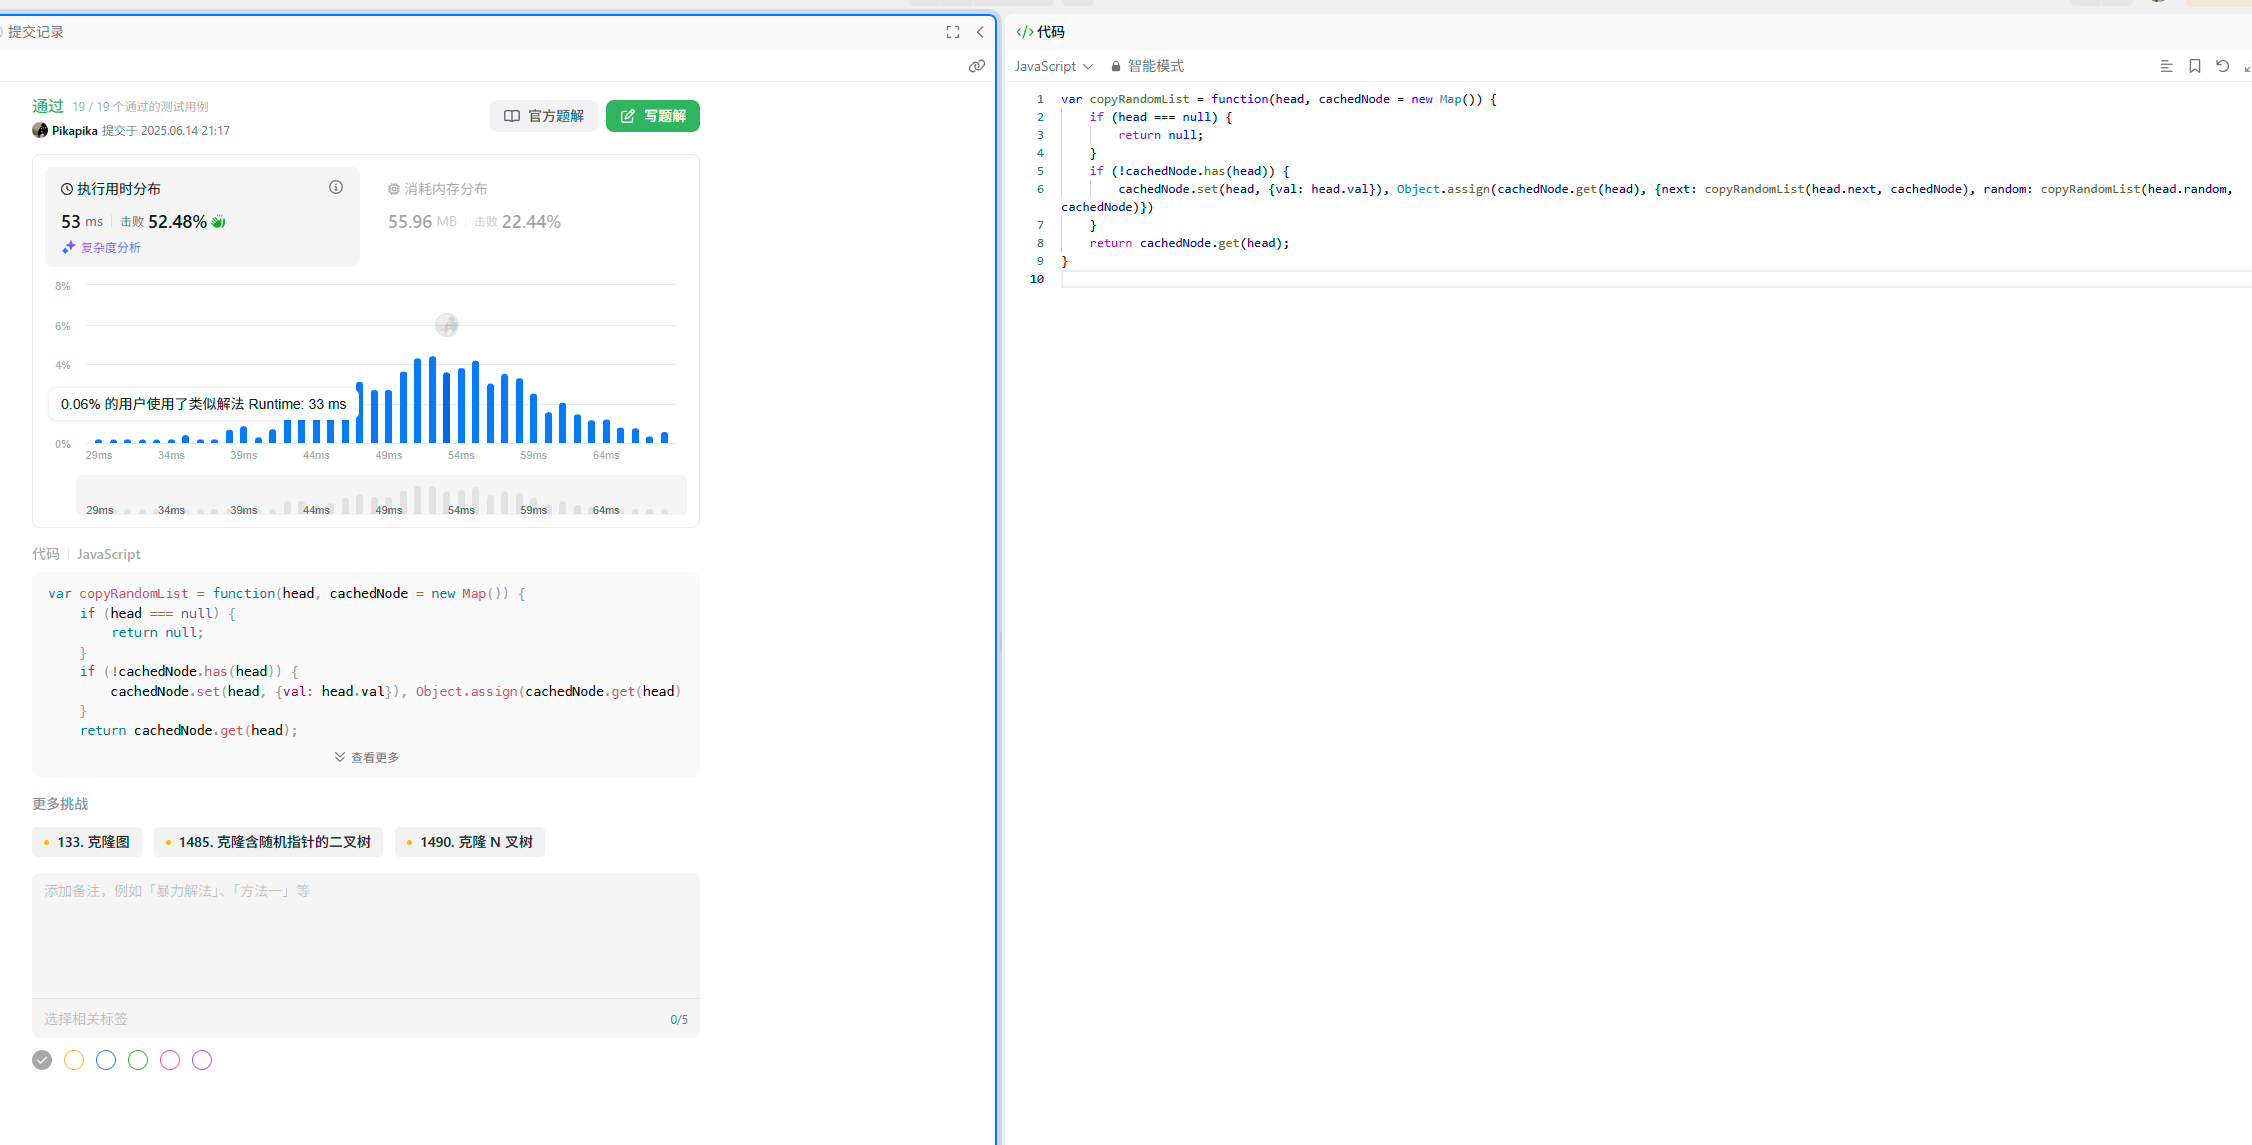 提交记录
通过 19 / 19 个通过的测试用例
Pikapika 提交于 2025.06.14 21:17
官方题解
写题解
执行用时分布
53 ms 击败 52.48%
复杂度分析
消耗内存分布
55.96 MB 击败 22.44%
8%
6%
4%
0%
0.06% 的用户使用了类似解法 Runtime: 33 ms
29ms 34ms 39ms 44ms 49ms 54ms 59ms 64ms
29ms 34ms 39ms 44ms 49ms 54ms 59ms 64ms
代码 JavaScript
var copyRandomList = function(head, cachedNode = new Map()) {
    if (head === null) {
        return null;
    }
    if (!cachedNode.has(head)) {
        cachedNode.set(head, {val: head.val}), Object.assign(cachedNode.get(head)
    }
    return cachedNode.get(head);
查看更多
更多挑战
133. 克隆图
1485. 克隆含随机指针的二叉树
1490. 克隆 N 叉树
添加备注，例如「暴力解法」、「方法一」等
选择相关标签
0/5
</> 代码
JavaScript 智能模式
1 var copyRandomList = function(head, cachedNode = new Map()) {
2     if (head === null) {
3         return null;
4     }
5     if (!cachedNode.has(head)) {
6         cachedNode.set(head, {val: head.val}), Object.assign(cachedNode.get(head), {next: copyRandomList(head.next, cachedNode), random: copyRandomList(head.random,
cachedNode)})
7     }
8     return cachedNode.get(head);
9 }
10